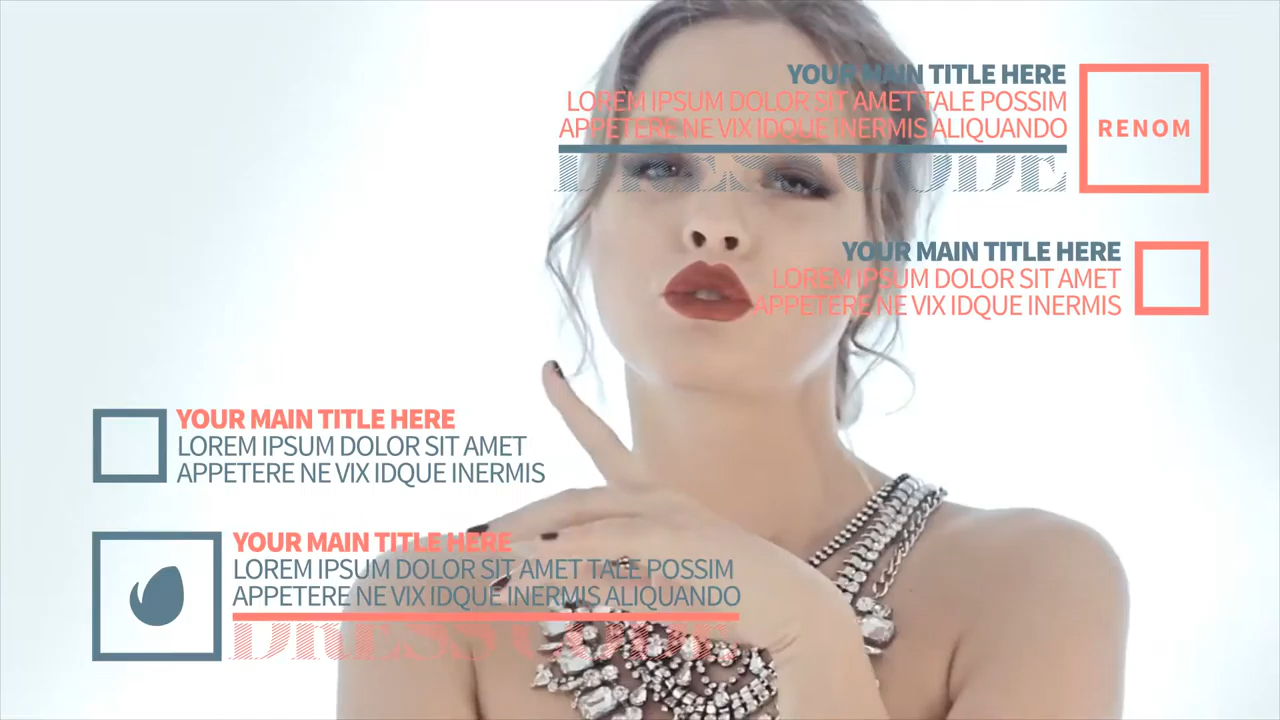 YOUR MAIN TITLE HERE
LOREM IPSUM DOLOR SIT AMET TALE POSSIM
APPETERE NE VIX IDQUE INERMIS ALIQUANDO
RENOM
DRESS CODE
YOUR MAIN TITLE HERE
LOREM IPSUM DOLOR SIT AMET
APPETERE NE VIX IDQUE INERMIS
YOUR MAIN TITLE HERE
LOREM IPSUM DOLOR SIT AMET
APPETERE NE VIX IDQUE INERMIS
YOUR MAIN TITLE HERE
LOREM IPSUM DOLOR SIT AMET TALE POSSIM
APPETERE NE VIX IDQUE INERMIS ALIQUANDO
DRESS CODE